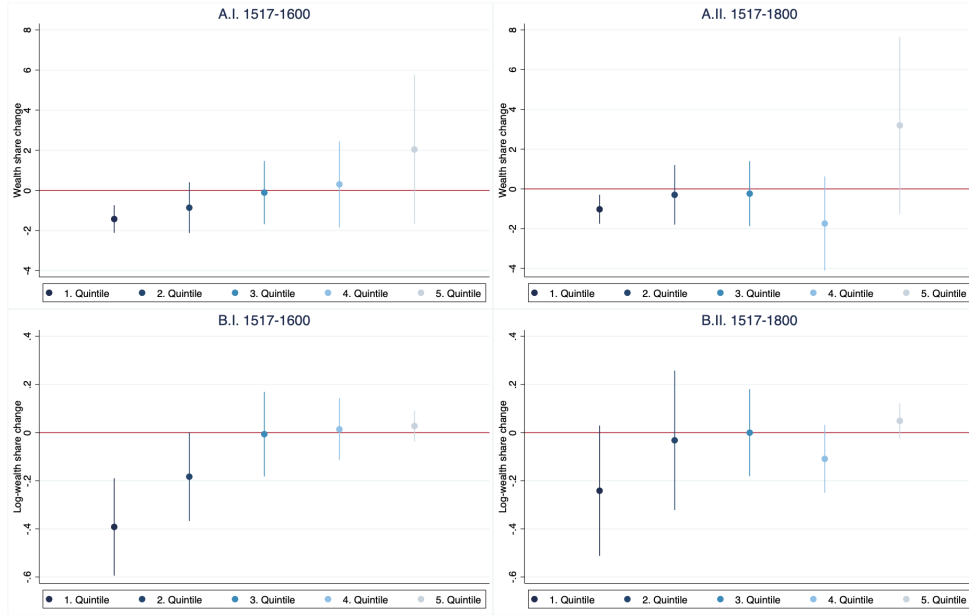 A.I. 1517-1600
Wealth share change
8
6
4
2
0
-2
-4
1. Quintile 2. Quintile 3. Quintile 4. Quintile 5. Quintile
A.II. 1517-1800
Wealth share change
8
6
4
2
0
-2
-4
1. Quintile 2. Quintile 3. Quintile 4. Quintile 5. Quintile
B.I. 1517-1600
Log-wealth share change
.4
.2
0
-.2
-.4
-.6
1. Quintile 2. Quintile 3. Quintile 4. Quintile 5. Quintile
B.II. 1517-1800
Log-wealth share change
.4
.2
0
-.2
-.4
-.6
1. Quintile 2. Quintile 3. Quintile 4. Quintile 5. Quintile